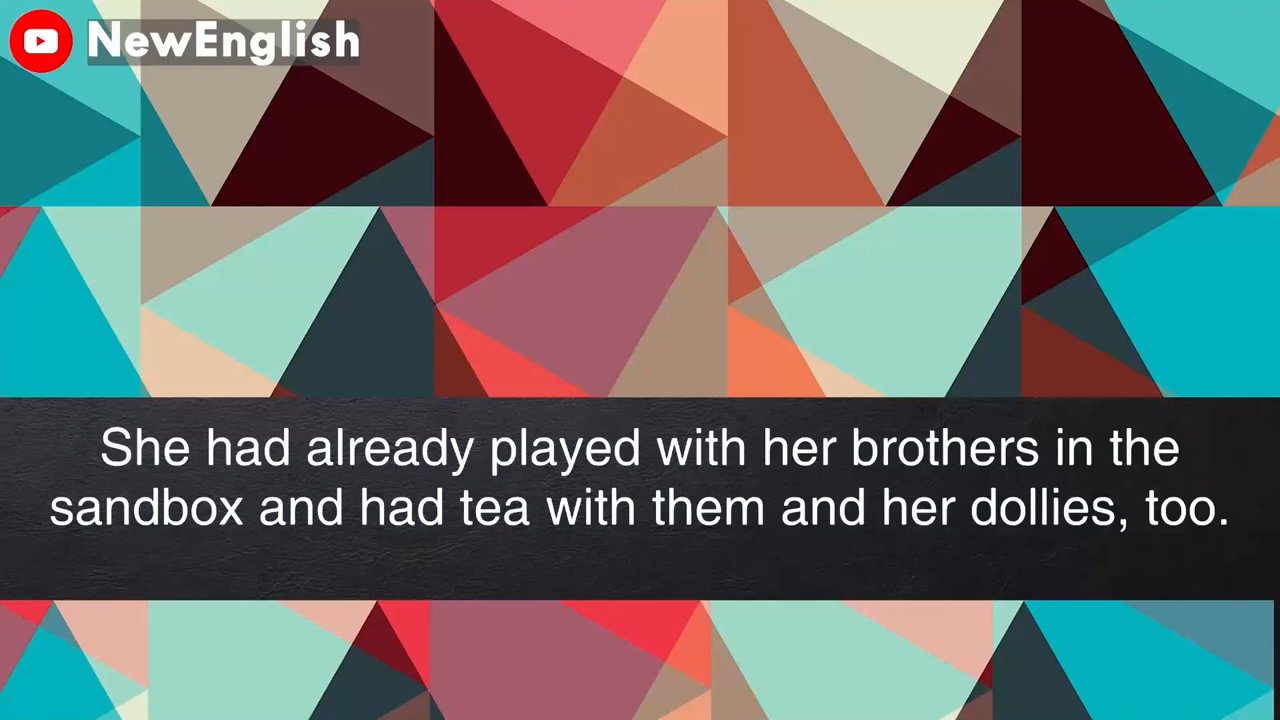 NewEnglish
She had already played with her brothers in the
sandbox and had tea with them and her dollies, too.